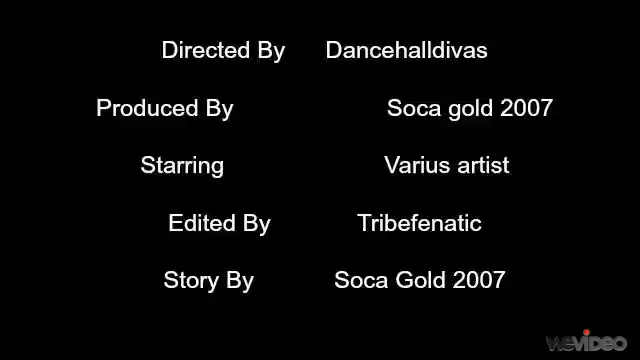 Directed By Dancehalldivas
Produced By Soca gold 2007
Starring Varius artist
Edited By Tribefenatic
Story By Soca Gold 2007
WEVIDEO